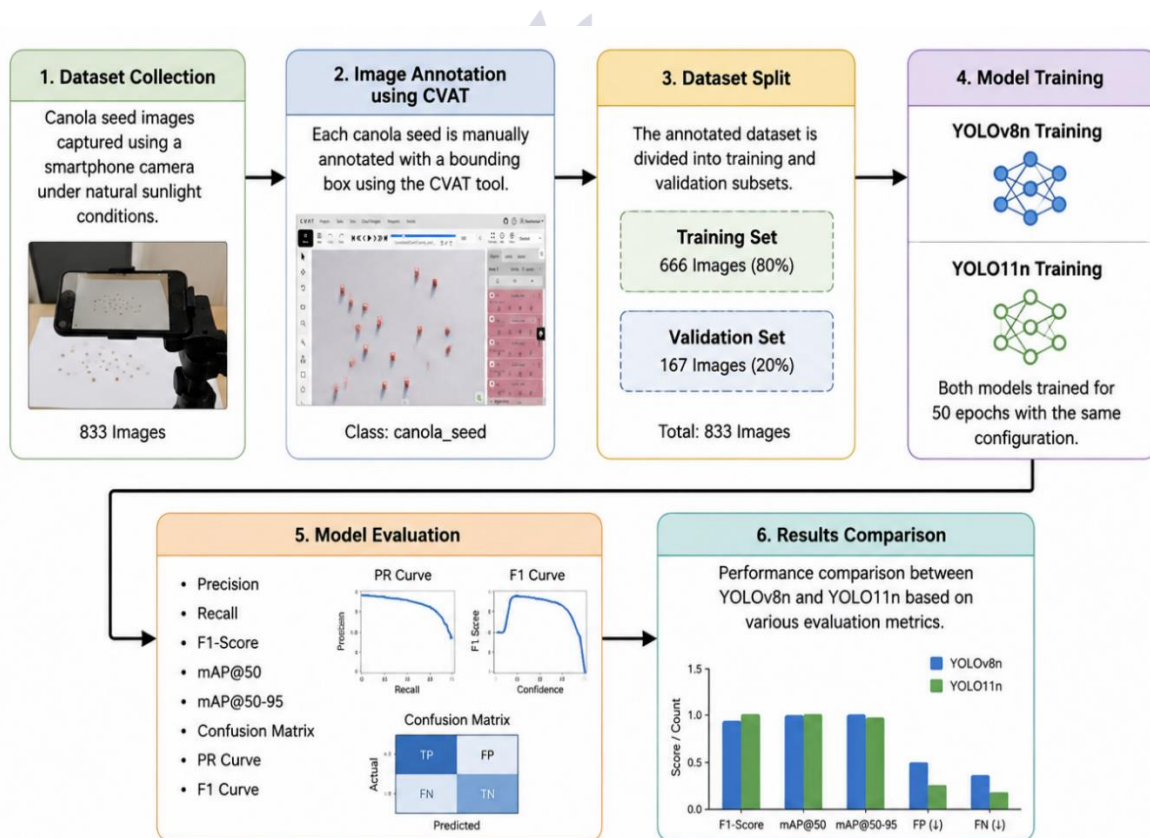 1. Dataset Collection
Canola seed images
captured using a
smartphone camera
under natural sunlight
conditions.
833 Images
2. Image Annotation
using CVAT
Each canola seed is manually
annotated with a bounding
box using the CVAT tool.
CVAT
Class: canola_seed
3. Dataset Split
The annotated dataset is
divided into training and
validation subsets.
Training Set
666 Images (80%)
Validation Set
167 Images (20%)
Total: 833 Images
4. Model Training
YOLOv8n Training
YOLO11n Training
Both models trained for
50 epochs with the same
configuration.
5. Model Evaluation
• Precision
• Recall
• F1-Score
• mAP@50
• mAP@50-95
• Confusion Matrix
• PR Curve
• F1 Curve
PR Curve
Recall
F1 Curve
Confidence
Confusion Matrix
Actual
TP FP
FN TN
Predicted
6. Results Comparison
Performance comparison between
YOLOv8n and YOLO11n based on
various evaluation metrics.
YOLOv8n
YOLO11n
Score / Count
1.5
1.0
0.5
0.0
F1-Score mAP@50 mAP@50-95 FP (↓) FN (↓)